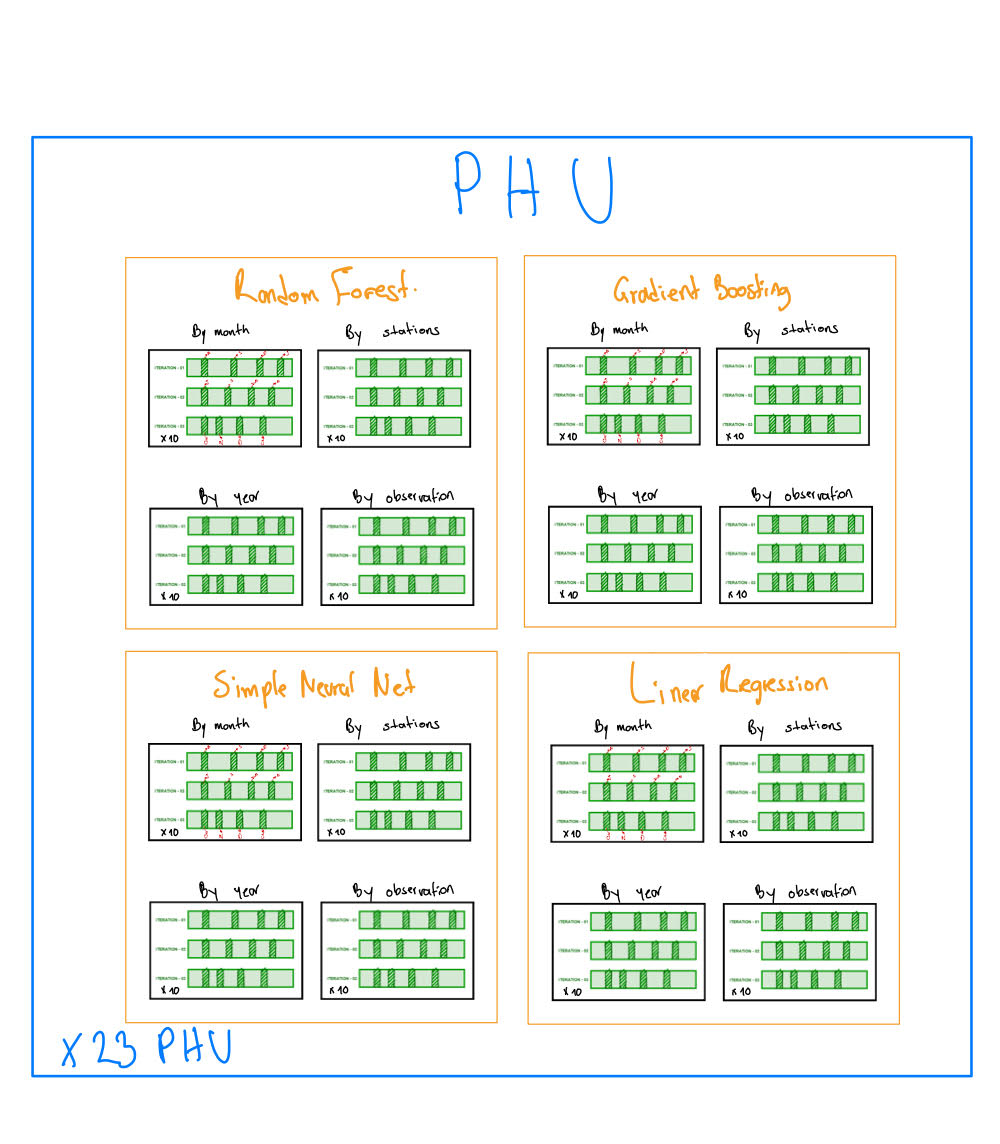 PHU
Random Forest.
By month
By stations
ITERATION - 01
ITERATION - 02
ITERATION - 03
x 10
ITERATION - 01
ITERATION - 02
ITERATION - 03
x 10
By year
By observation
ITERATION - 01
ITERATION - 02
ITERATION - 03
x 10
ITERATION - 01
ITERATION - 02
ITERATION - 03
x 10
Gradient Boosting
By month
By stations
ITERATION - 01
ITERATION - 02
ITERATION - 03
x 10
ITERATION - 01
ITERATION - 02
ITERATION - 03
x 10
By year
By observation
ITERATION - 01
ITERATION - 02
ITERATION - 03
x 10
ITERATION - 01
ITERATION - 02
ITERATION - 03
x 10
Simple Neural Net
By month
By stations
ITERATION - 01
ITERATION - 02
ITERATION - 03
x 10
ITERATION - 01
ITERATION - 02
ITERATION - 03
x 10
By year
By observation
ITERATION - 01
ITERATION - 02
ITERATION - 03
x 10
ITERATION - 01
ITERATION - 02
ITERATION - 03
x 10
Linear Regression
By month
By stations
ITERATION - 01
ITERATION - 02
ITERATION - 03
x 10
ITERATION - 01
ITERATION - 02
ITERATION - 03
x 10
By year
By observation
ITERATION - 01
ITERATION - 02
ITERATION - 03
x 10
ITERATION - 01
ITERATION - 02
ITERATION - 03
x 10
x 23 PHU